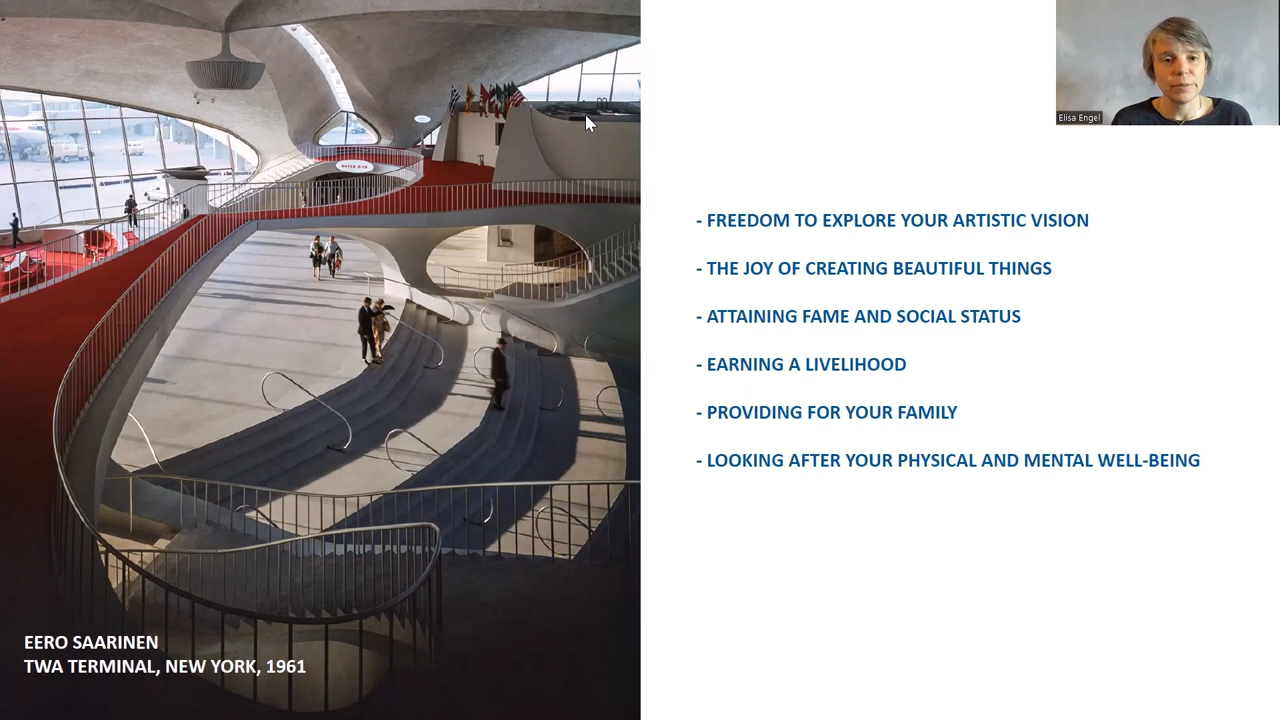 EERO SAARINEN
TWA TERMINAL, NEW YORK, 1961
Elisa Engel
- FREEDOM TO EXPLORE YOUR ARTISTIC VISION
- THE JOY OF CREATING BEAUTIFUL THINGS
- ATTAINING FAME AND SOCIAL STATUS
- EARNING A LIVELIHOOD
- PROVIDING FOR YOUR FAMILY
- LOOKING AFTER YOUR PHYSICAL AND MENTAL WELL-BEING